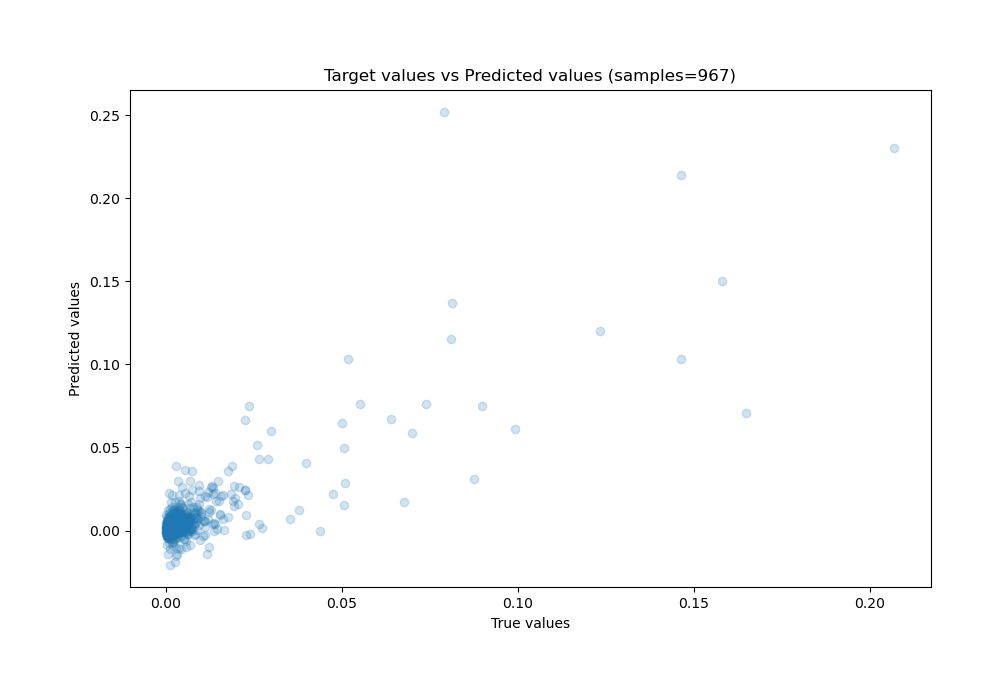 Target values vs Predicted values (samples=967)
0.25
0.20
0.15
0.10
0.05
0.00
Predicted values
0.00 0.05 0.10 0.15 0.20
True values